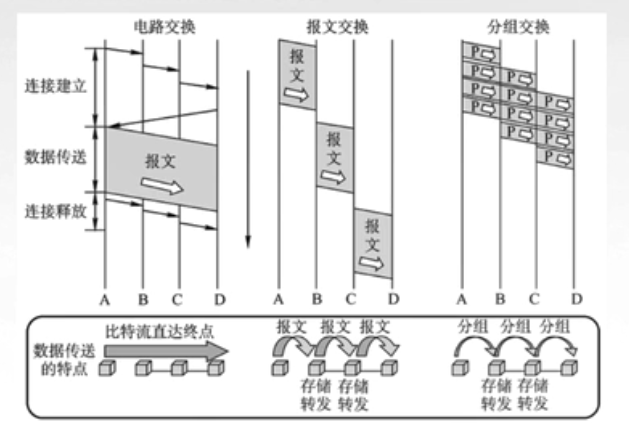 电路交换 报文交换 分组交换
连接建立
数据传送
连接释放
报文
报
文
报
文
报
文
P P P P
P P P P
P P P P
A B C D
A B C D
A B C D
数据传送
的特点
比特流直达终点
报文 报文 报文
存储 存储
转发 转发
分组 分组 分组
存储 存储
转发 转发